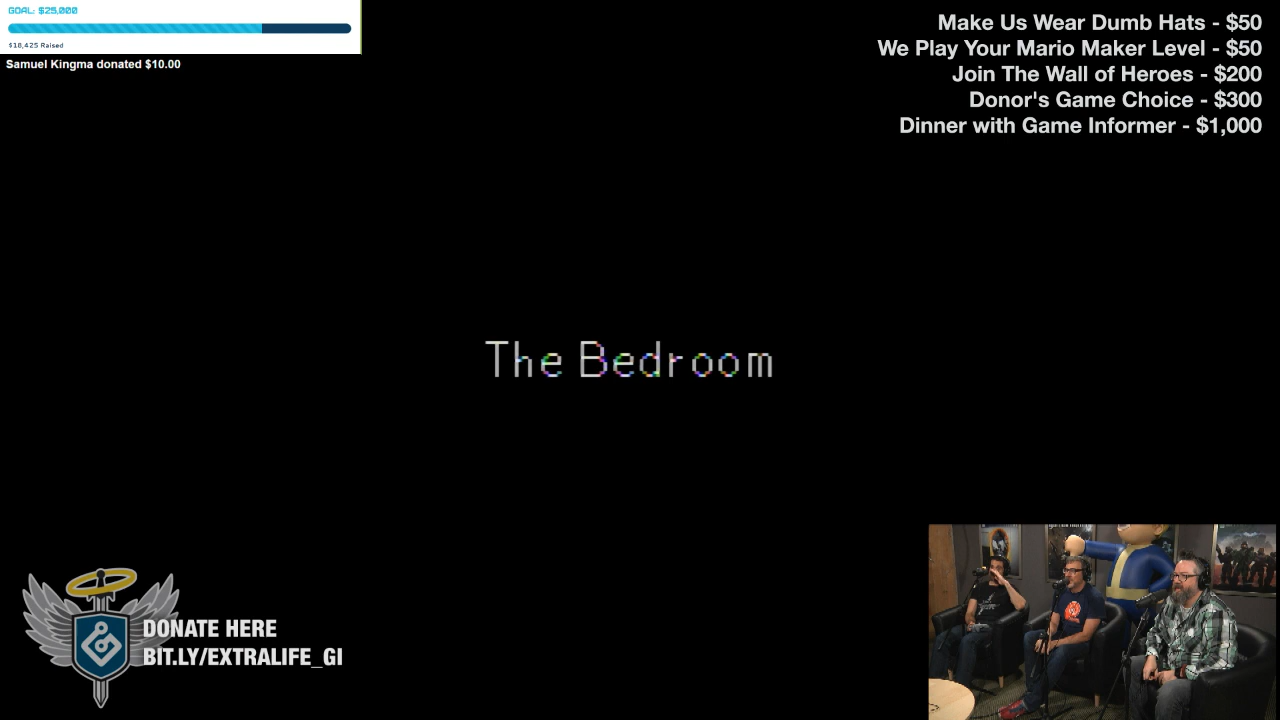 GOAL: $25,000
$18,425 Raised
Samuel Kingma donated $10.00
Make Us Wear Dumb Hats - $50
We Play Your Mario Maker Level - $50
Join The Wall of Heroes - $200
Donor's Game Choice - $300
Dinner with Game Informer - $1,000
The Bedroom
DONATE HERE
BIT.LY/EXTRALIFE_GI